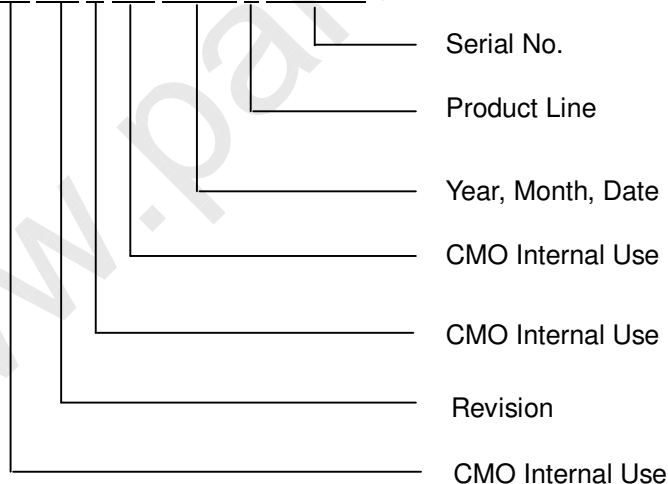 Serial No.
Product Line
Year, Month, Date
CMO Internal Use
CMO Internal Use
Revision
CMO Internal Use